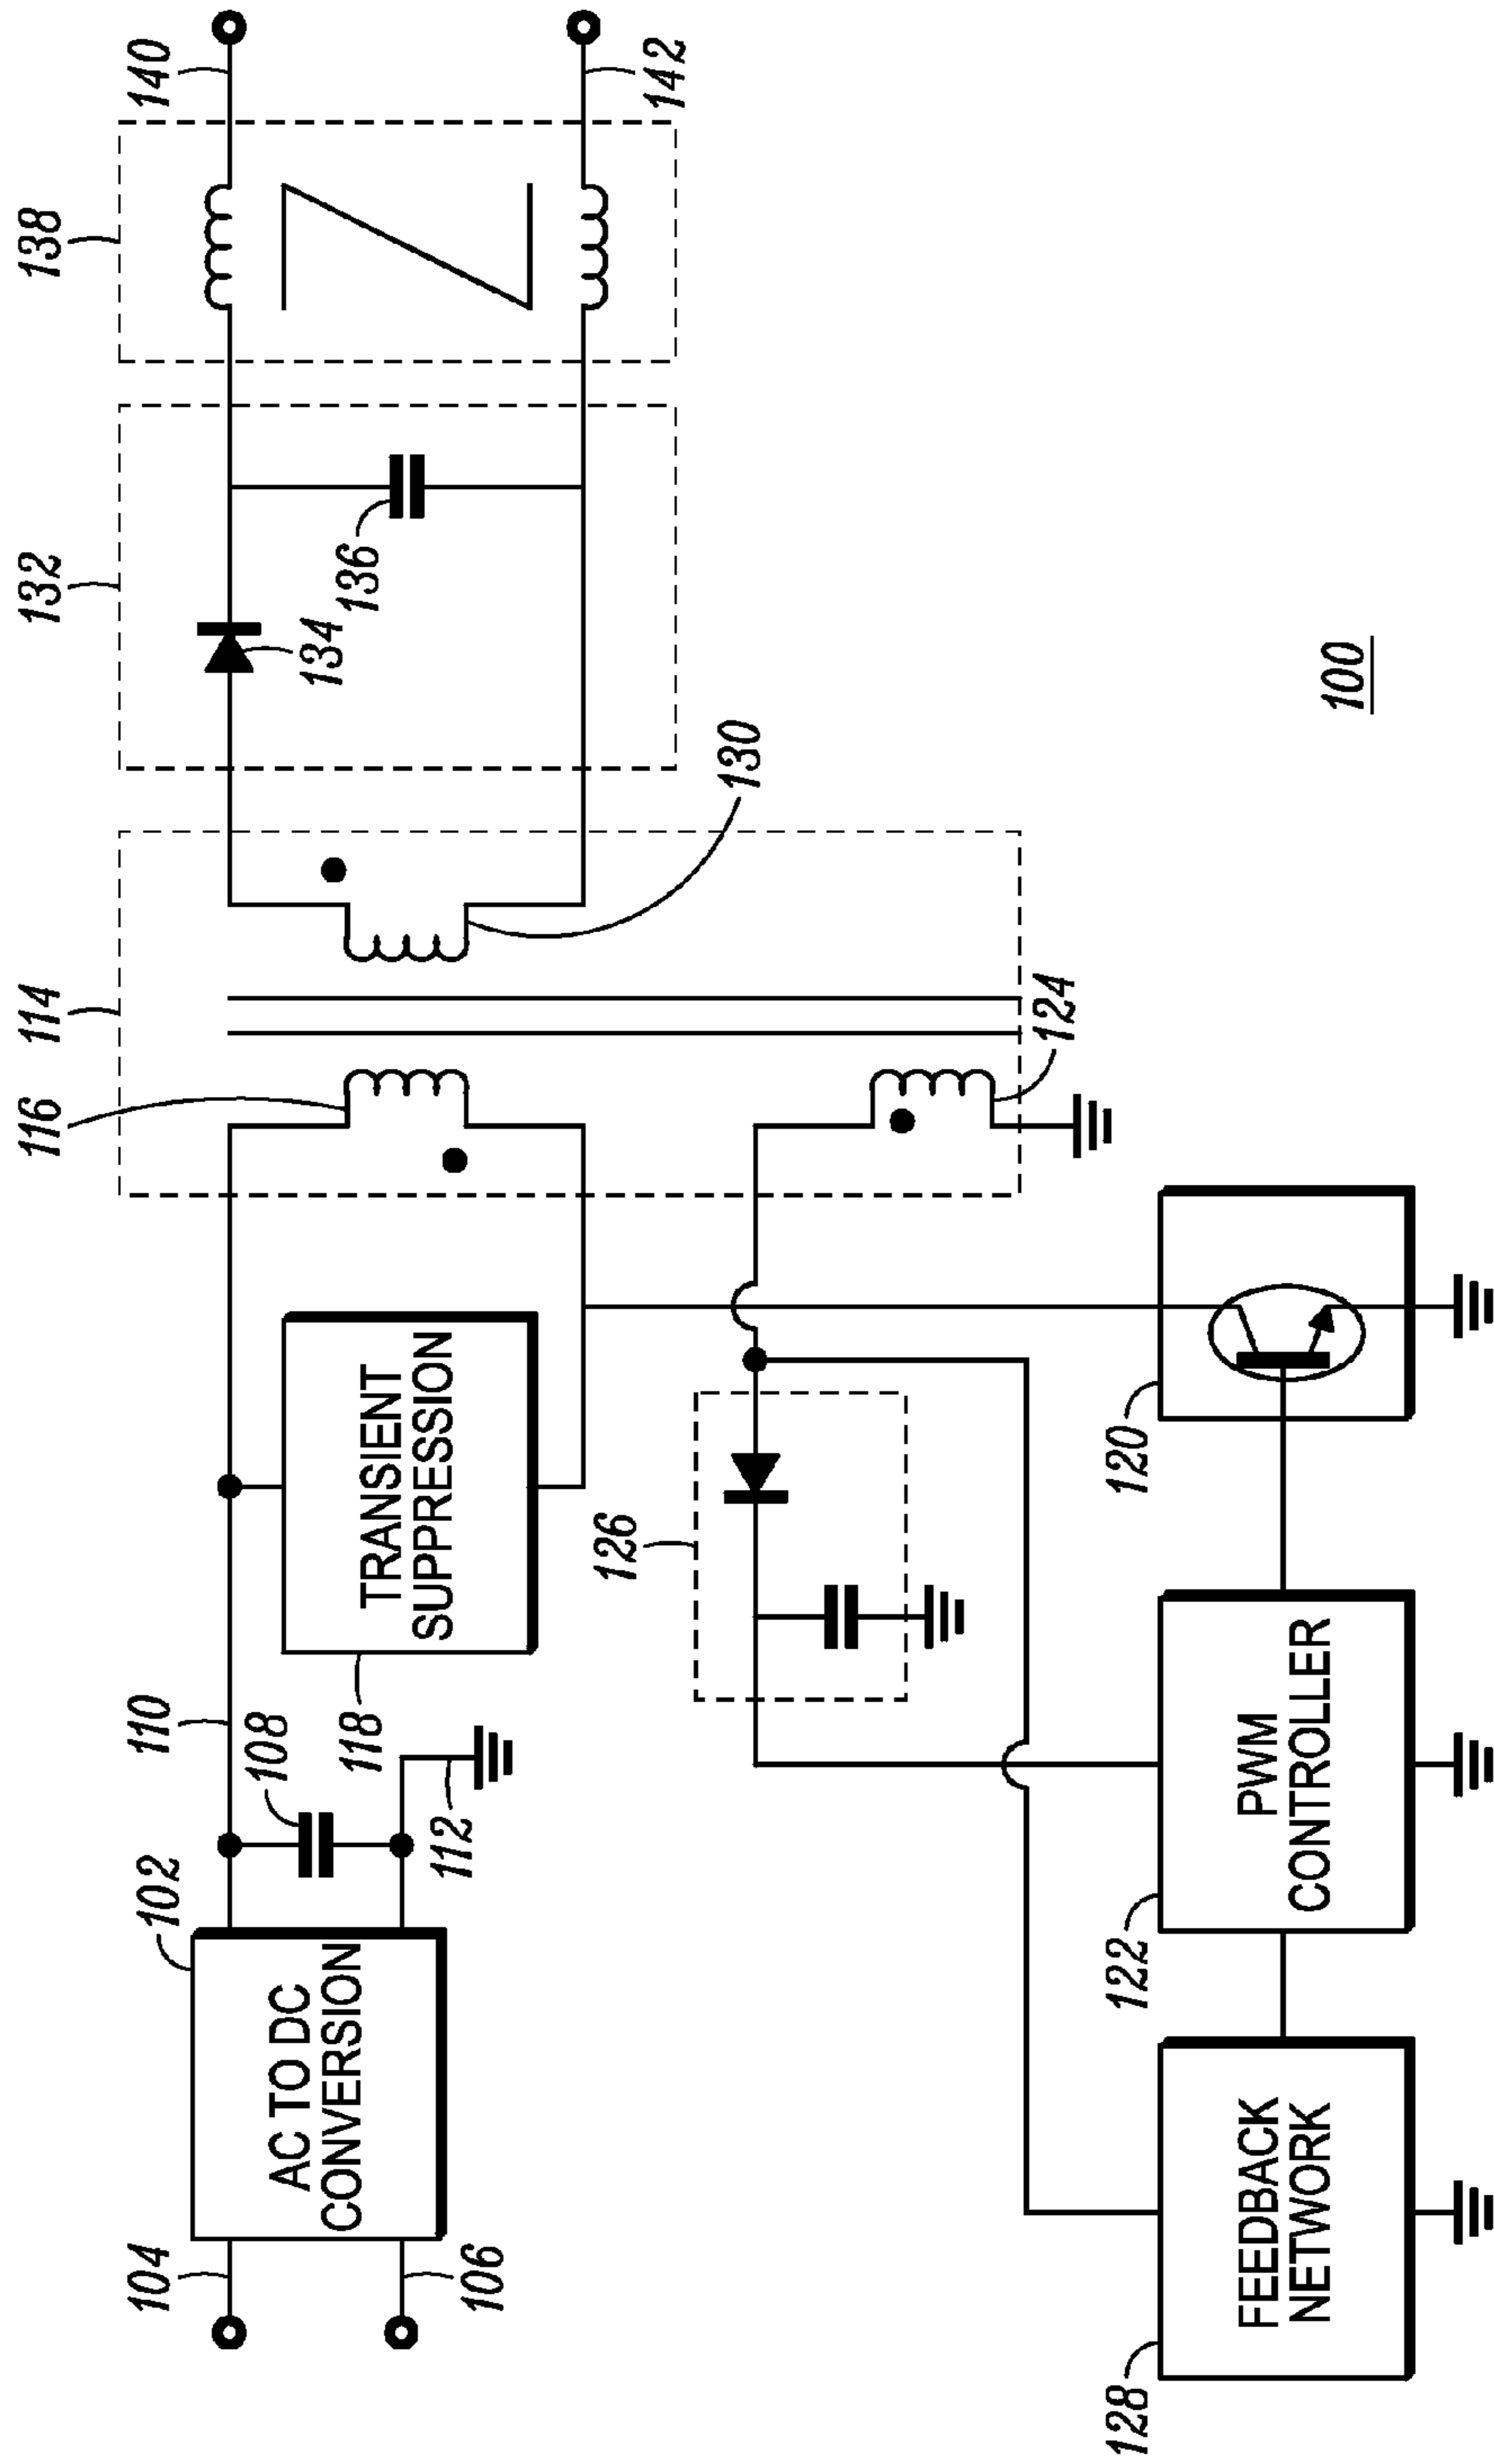 114
132
138
116
140
110
102
104
108
AC TO DC
CONVERSION
TRANSIENT
SUPPRESSION
134
136
118
112
106
142
126
130
124
128
122
120
FEEDBACK
NETWORK
PWM
CONTROLLER
100